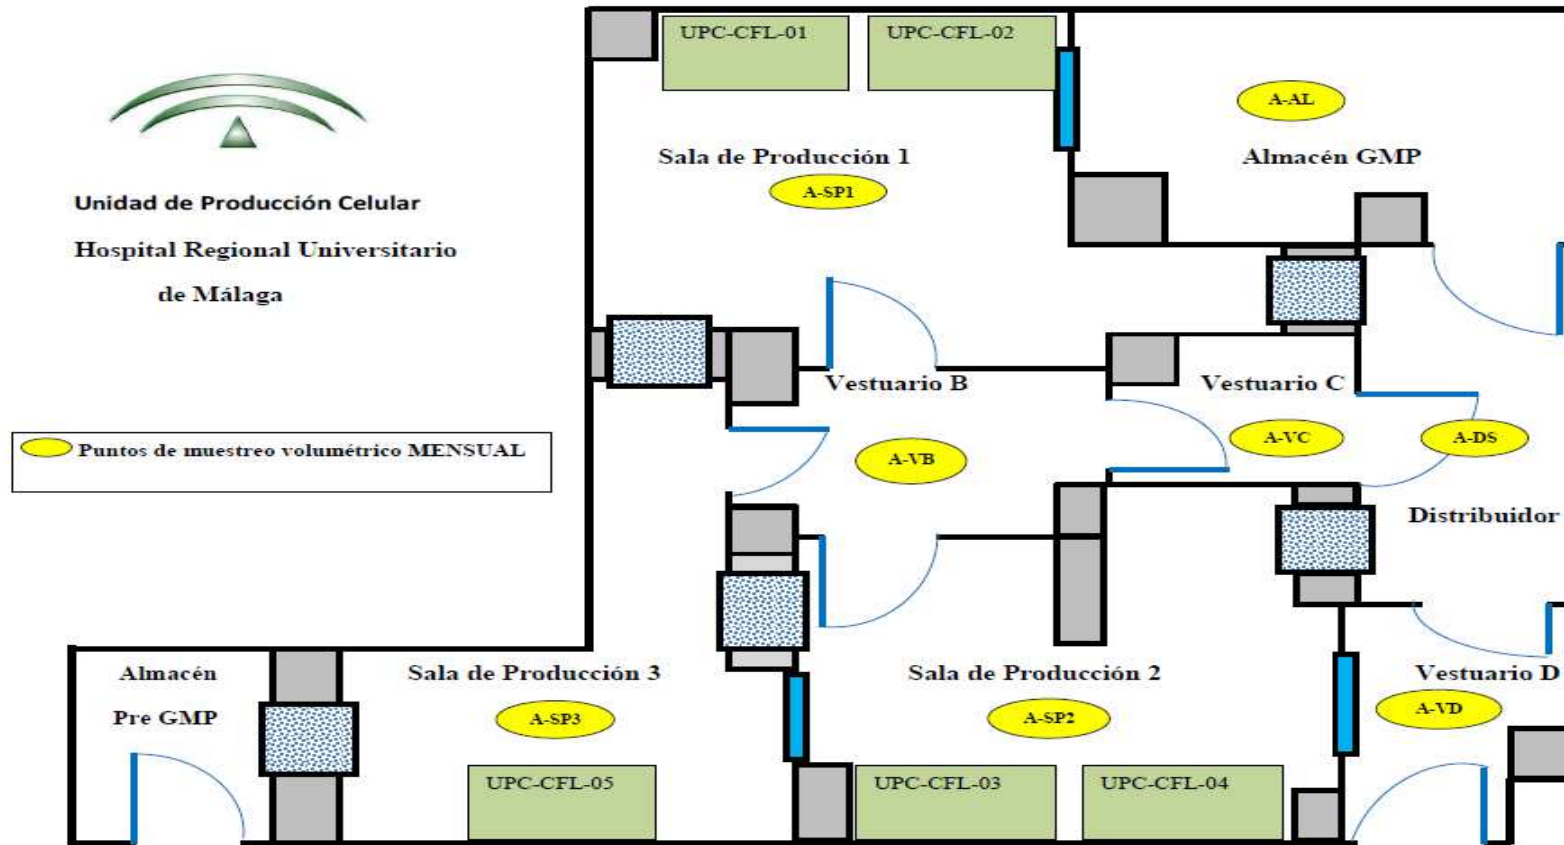 UPC-CFL-01
UPC-CFL-02
A-AL
Sala de Producción 1
Almacén GMP
A-SP1
Unidad de Producción Celular
Hospital Regional Universitario
de Málaga
Vestuario B
Vestuario C
Puntos de muestreo volumétrico MENSUAL
A-VB
A-VC
A-DS
Distribuidor
Almacén
Pre GMP
Sala de Producción 3
Sala de Producción 2
Vestuario D
A-SP3
A-SP2
A-VD
UPC-CFL-05
UPC-CFL-03
UPC-CFL-04